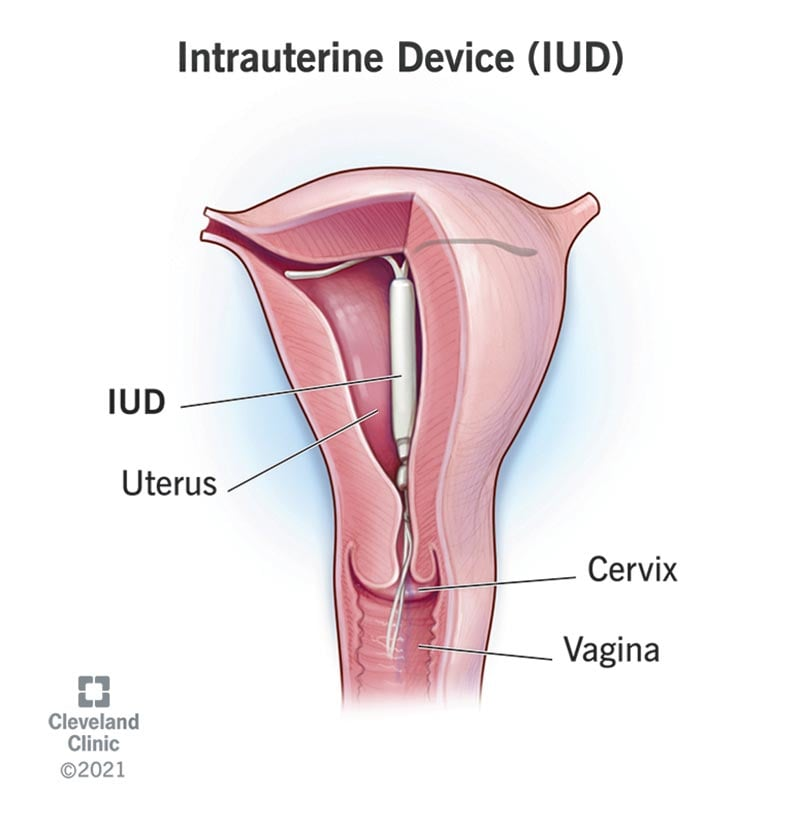 Intrauterine Device (IUD)
IUD
Uterus
Cervix
Vagina
Cleveland
Clinic
©2021